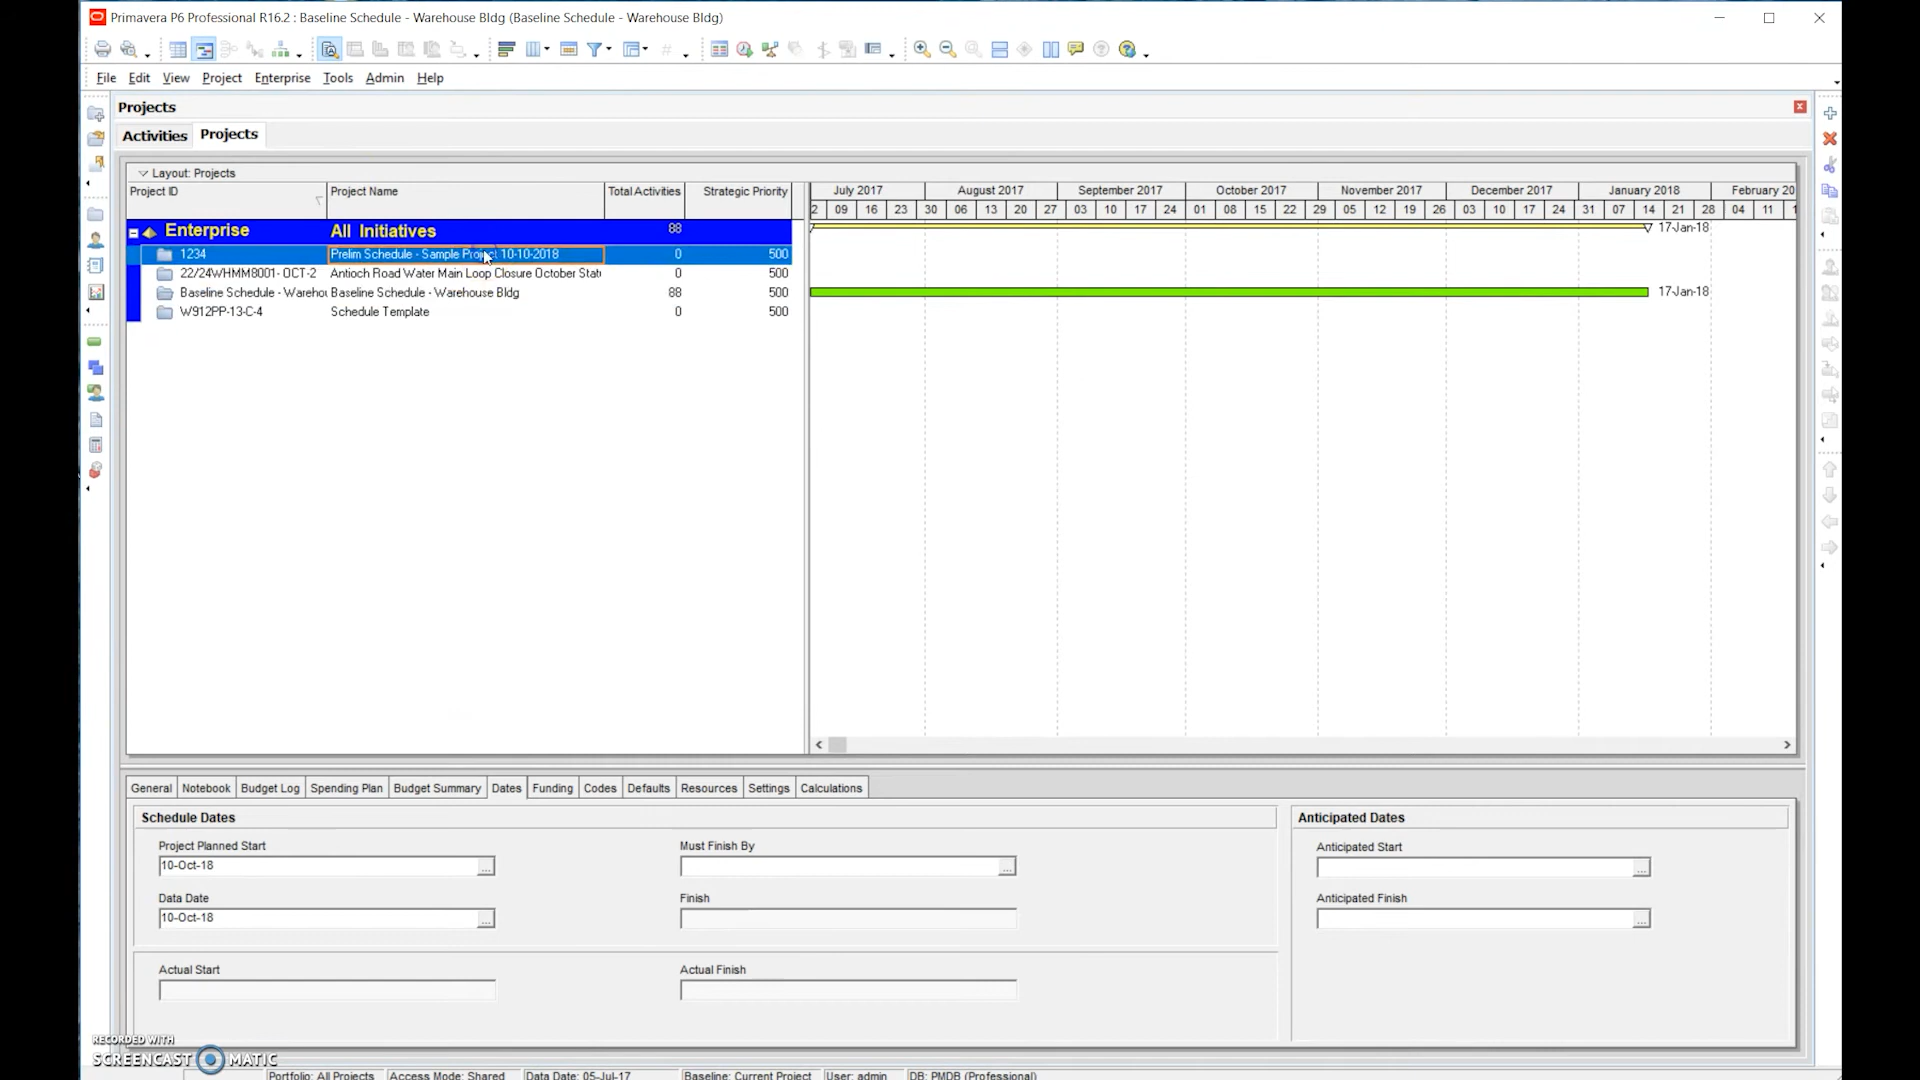 Primavera P6 Professional R16.2 : Baseline Schedule - Warehouse Bldg (Baseline Schedule - Warehouse Bldg)
File Edit View Project Enterprise Tools Admin Help
Projects
Activities Projects
Layout: Projects
Project ID Project Name Total Activities Strategic Priority
July 2017 August 2017 September 2017 October 2017 November 2017 December 2017 January 2018 February 20
2 09 16 23 30 06 13 20 27 03 10 17 24 01 08 15 22 29 05 12 19 26 03 10 17 24 31 07 14 21 28 04 11
Enterprise All Initiatives 88 17-Jan-18
1234 Prelim Schedule - Sample Project 10-10-2018 0 500
22/24WHMM8001- OCT-2 Antioch Road Water Main Loop Closure October Stat 0 500
Baseline Schedule - Warehou Baseline Schedule - Warehouse Bldg 88 500 17-Jan-18
W912PP-13-C-4 Schedule Template 0 500
General Notebook Budget Log Spending Plan Budget Summary Dates Funding Codes Defaults Resources Settings Calculations
Schedule Dates Anticipated Dates
Project Planned Start Must Finish By Anticipated Start
10-Oct-18
Data Date Finish Anticipated Finish
10-Oct-18
Actual Start Actual Finish
RECORDED WITH
SCREENCAST MATIC
Portfolio: All Projects Access Mode: Shared Data Date: 05-Jul-17 Baseline: Current Project User: admin DB: PMDB (Professional)